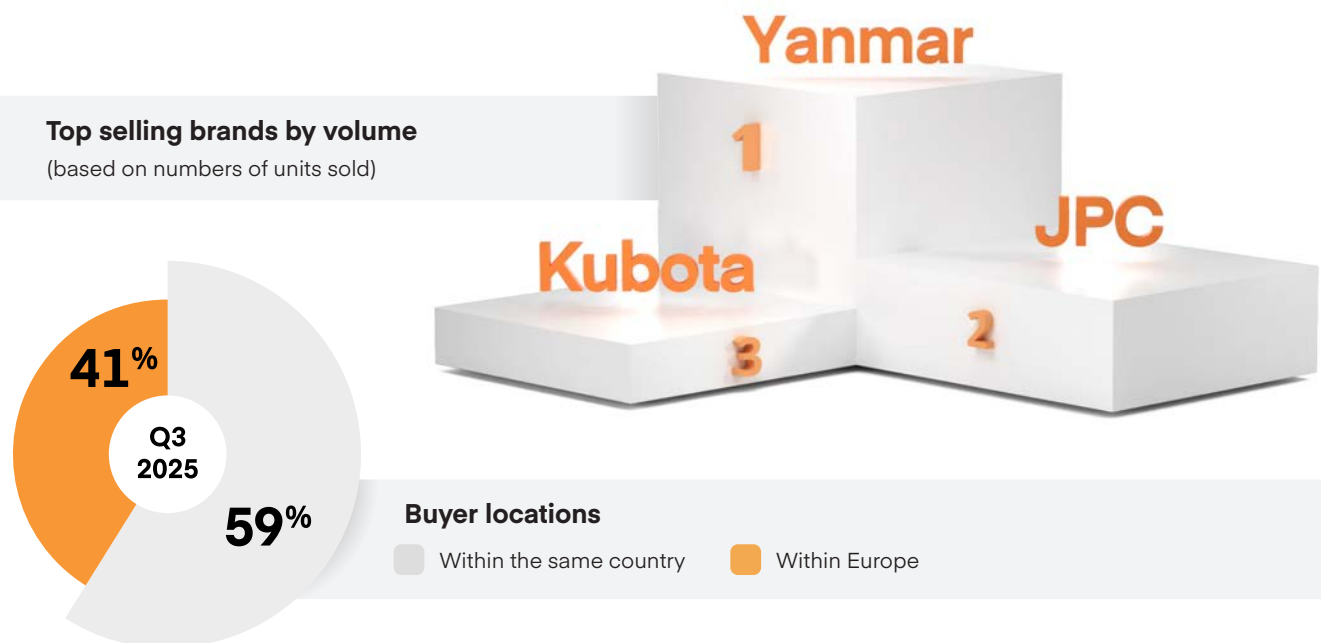 Yanmar
Top selling brands by volume
(based on numbers of units sold)
1
JPC
Kubota
2
3
41%
Q3
2025
59%
Buyer locations
Within the same country
Within Europe